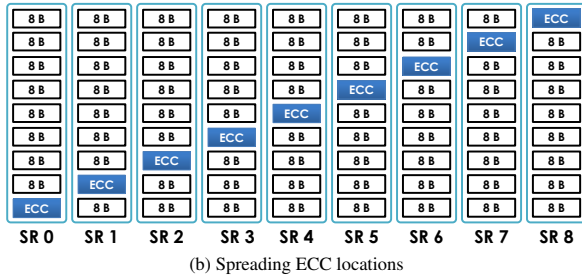 8 B 8 B 8 B 8 B 8 B 8 B 8 B 8 B ECC
8 B 8 B 8 B 8 B 8 B 8 B 8 B ECC 8 B
8 B 8 B 8 B 8 B 8 B 8 B ECC 8 B 8 B
8 B 8 B 8 B 8 B 8 B ECC 8 B 8 B 8 B
8 B 8 B 8 B 8 B ECC 8 B 8 B 8 B 8 B
8 B 8 B 8 B ECC 8 B 8 B 8 B 8 B 8 B
8 B 8 B ECC 8 B 8 B 8 B 8 B 8 B 8 B
8 B ECC 8 B 8 B 8 B 8 B 8 B 8 B 8 B
ECC 8 B 8 B 8 B 8 B 8 B 8 B 8 B 8 B
SR 0 SR 1 SR 2 SR 3 SR 4 SR 5 SR 6 SR 7 SR 8
(b) Spreading ECC locations